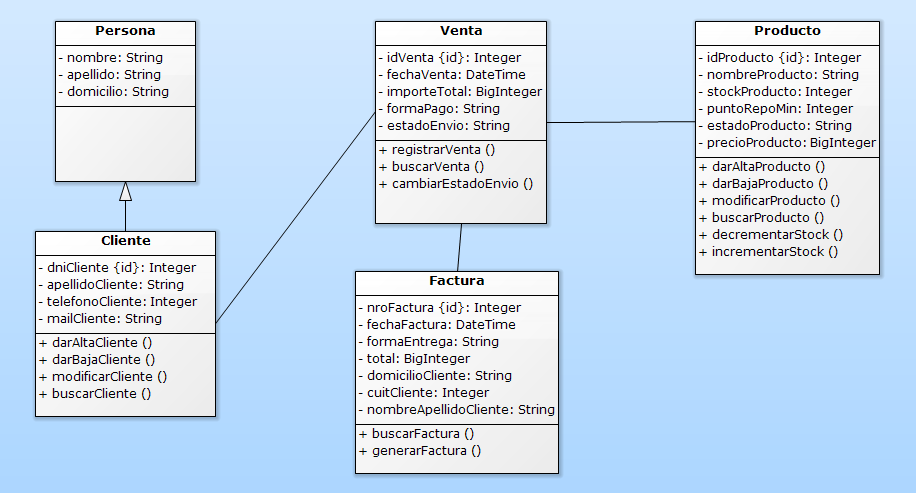 Persona
- nombre: String
- apellido: String
- domicilio: String
Cliente
- dniCliente {id}: Integer
- apellidoCliente: String
- telefonoCliente: Integer
- mailCliente: String
+ darAltaCliente ()
+ darBajaCliente ()
+ modificarCliente ()
+ buscarCliente ()
Venta
- idVenta {id}: Integer
- fechaVenta: DateTime
- importeTotal: BigInteger
- formaPago: String
- estadoEnvio: String
+ registrarVenta ()
+ buscarVenta ()
+ cambiarEstadoEnvio ()
Factura
- nroFactura {id}: Integer
- fechaFactura: DateTime
- formaEntrega: String
- total: BigInteger
- domicilioCliente: String
- cuitCliente: Integer
- nombreApellidoCliente: String
+ buscarFactura ()
+ generarFactura ()
Producto
- idProducto {id}: Integer
- nombreProducto: String
- stockProducto: Integer
- puntoRepoMin: Integer
- estadoProducto: String
- precioProducto: BigInteger
+ darAltaProducto ()
+ darBajaProducto ()
+ modificarProducto ()
+ buscarProducto ()
+ decrementarStock ()
+ incrementarStock ()